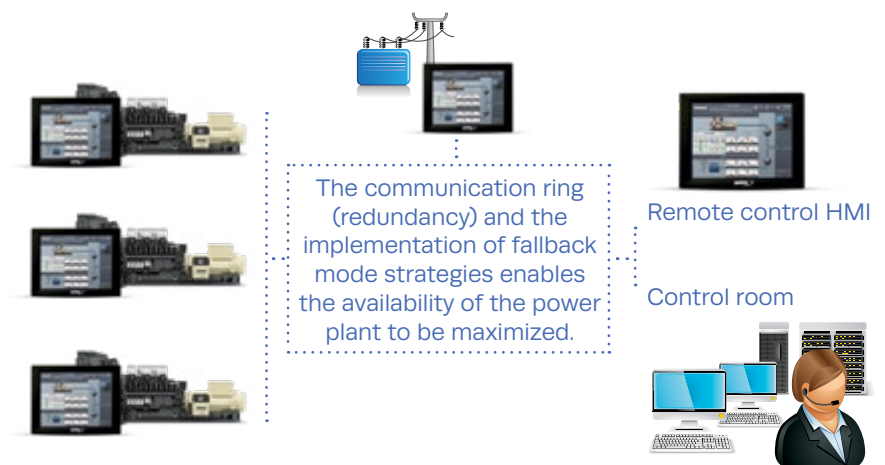 The communication ring
(redundancy) and the
implementation of fallback
mode strategies enables
the availability of the power
plant to be maximized.
Remote control HMI
Control room